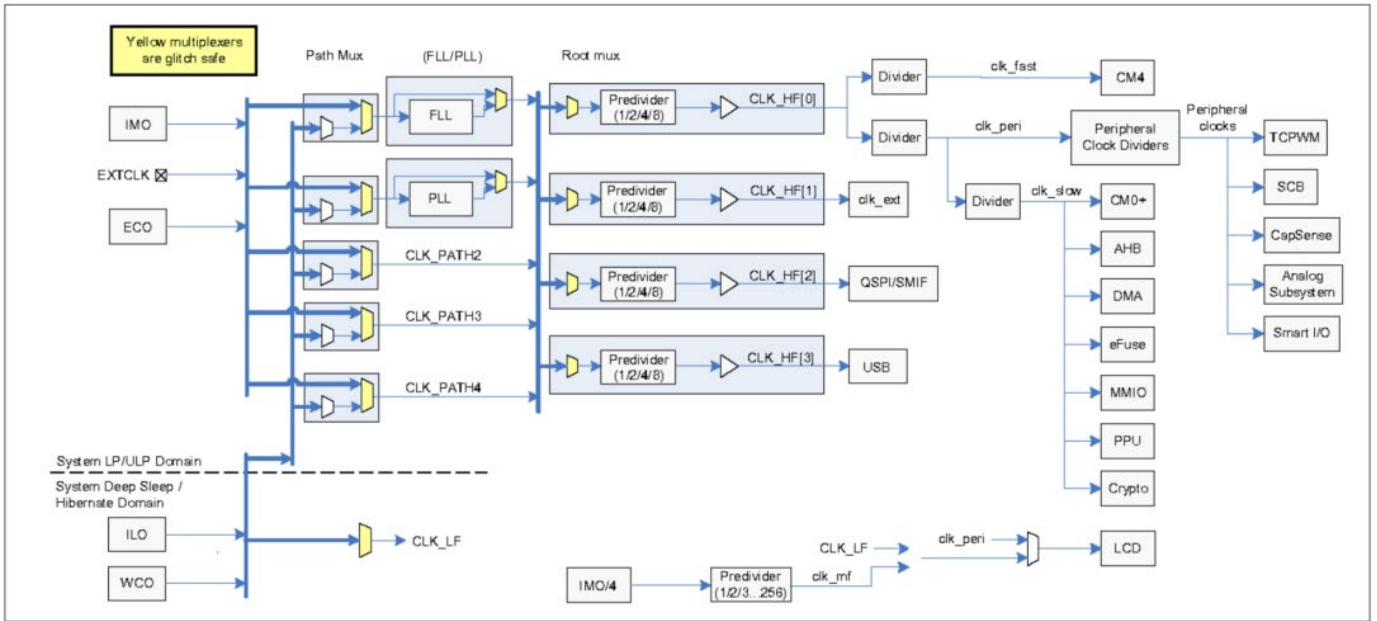 Yellow multiplexers
are glitch safe
Path Mux
(FLL/PLL)
Root mux
IMO
EXTCLK
ECO
FLL
PLL
CLK_PATH2
CLK_PATH3
CLK_PATH4
Predivider
(1/2/4/8)
CLK_HF[0]
Predivider
(1/2/4/8)
CLK_HF[1]
clk_ext
Predivider
(1/2/4/8)
CLK_HF[2]
QSPI/SMIF
Predivider
(1/2/4/8)
CLK_HF[3]
USB
Divider
clk_fast
CM4
Divider
clk_peri
Peripheral
Clock Dividers
Peripheral
clocks
TCPWM
SCB
CapSense
Analog
Subsystem
Smart I/O
Divider
clk_slow
CM0+
AHB
DMA
eFuse
MMIO
PPU
Crypto
System LP/ULP Domain
System Deep Sleep /
Hibernate Domain
ILO
WCO
CLK_LF
IMO/4
Predivider
(1/2/3...256)
clk_mf
CLK_LF
clk_peri
LCD